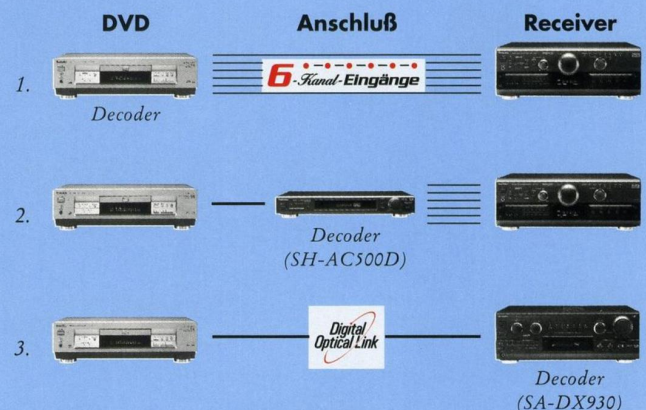 DVD Anschluß Receiver
1. 6-Kanal-Eingänge
Decoder
2.
Decoder
(SH-AC500D)
3. Digital
Optical Link
Decoder
(SA-DX930)